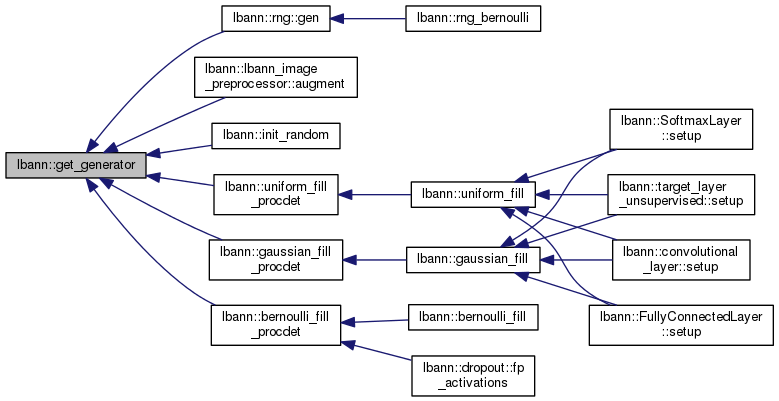 lbann::rng::gen
lbann::rng_bernoulli
lbann::lbann_image
_preprocessor::augment
lbann::init_random
lbann::SoftmaxLayer
::setup
lbann::get_generator
lbann::uniform_fill
_procdet
lbann::uniform_fill
lbann::target_layer
_unsupervised::setup
lbann::gaussian_fill
_procdet
lbann::gaussian_fill
lbann::convolutional
_layer::setup
lbann::bernoulli_fill
_procdet
lbann::bernoulli_fill
lbann::FullyConnectedLayer
::setup
lbann::dropout::fp
_activations